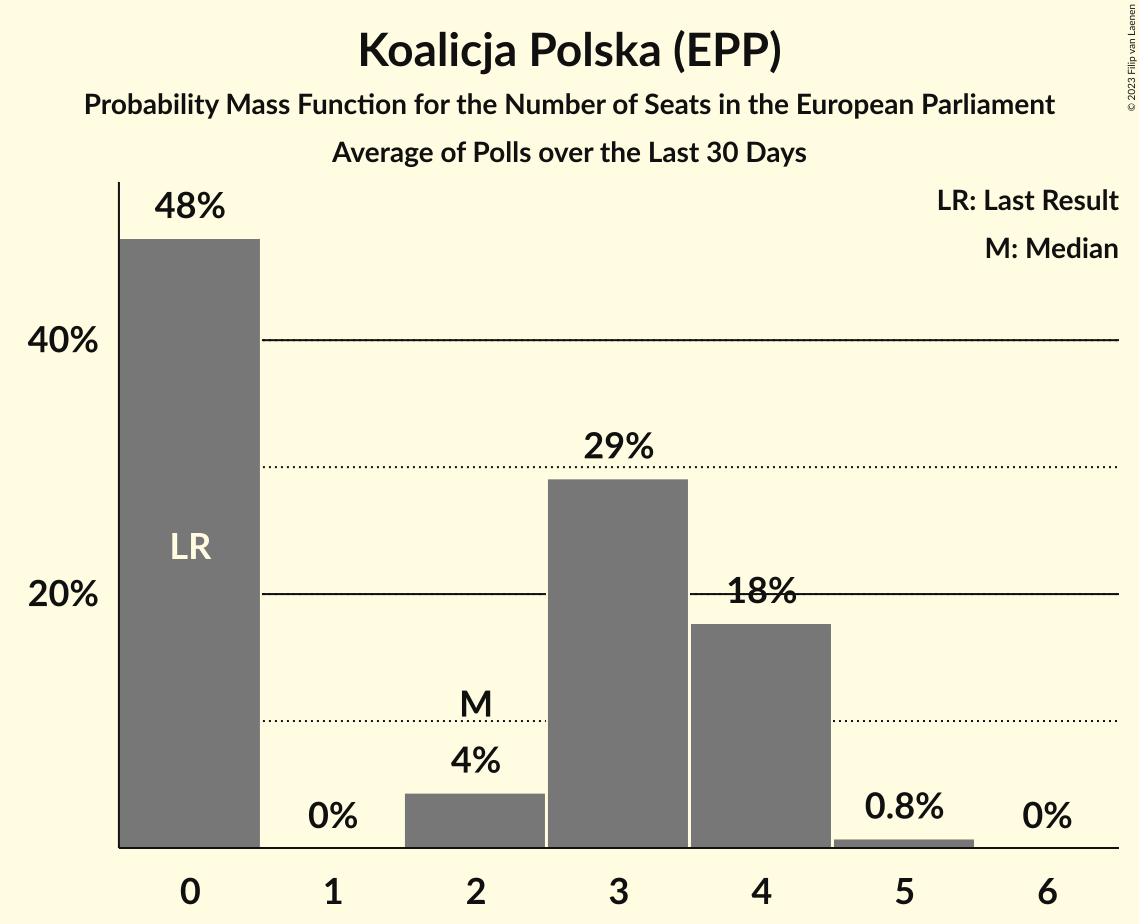 © 2023 Filip van Laenen
Koalicja Polska (EPP)
Probability Mass Function for the Number of Seats in the European Parliament
Average of Polls over the Last 30 Days
LR: Last Result
M: Median
48%
40%
29%
LR
20%
18%
M
4%
0%
0.8%
0%
0 1 2 3 4 5 6